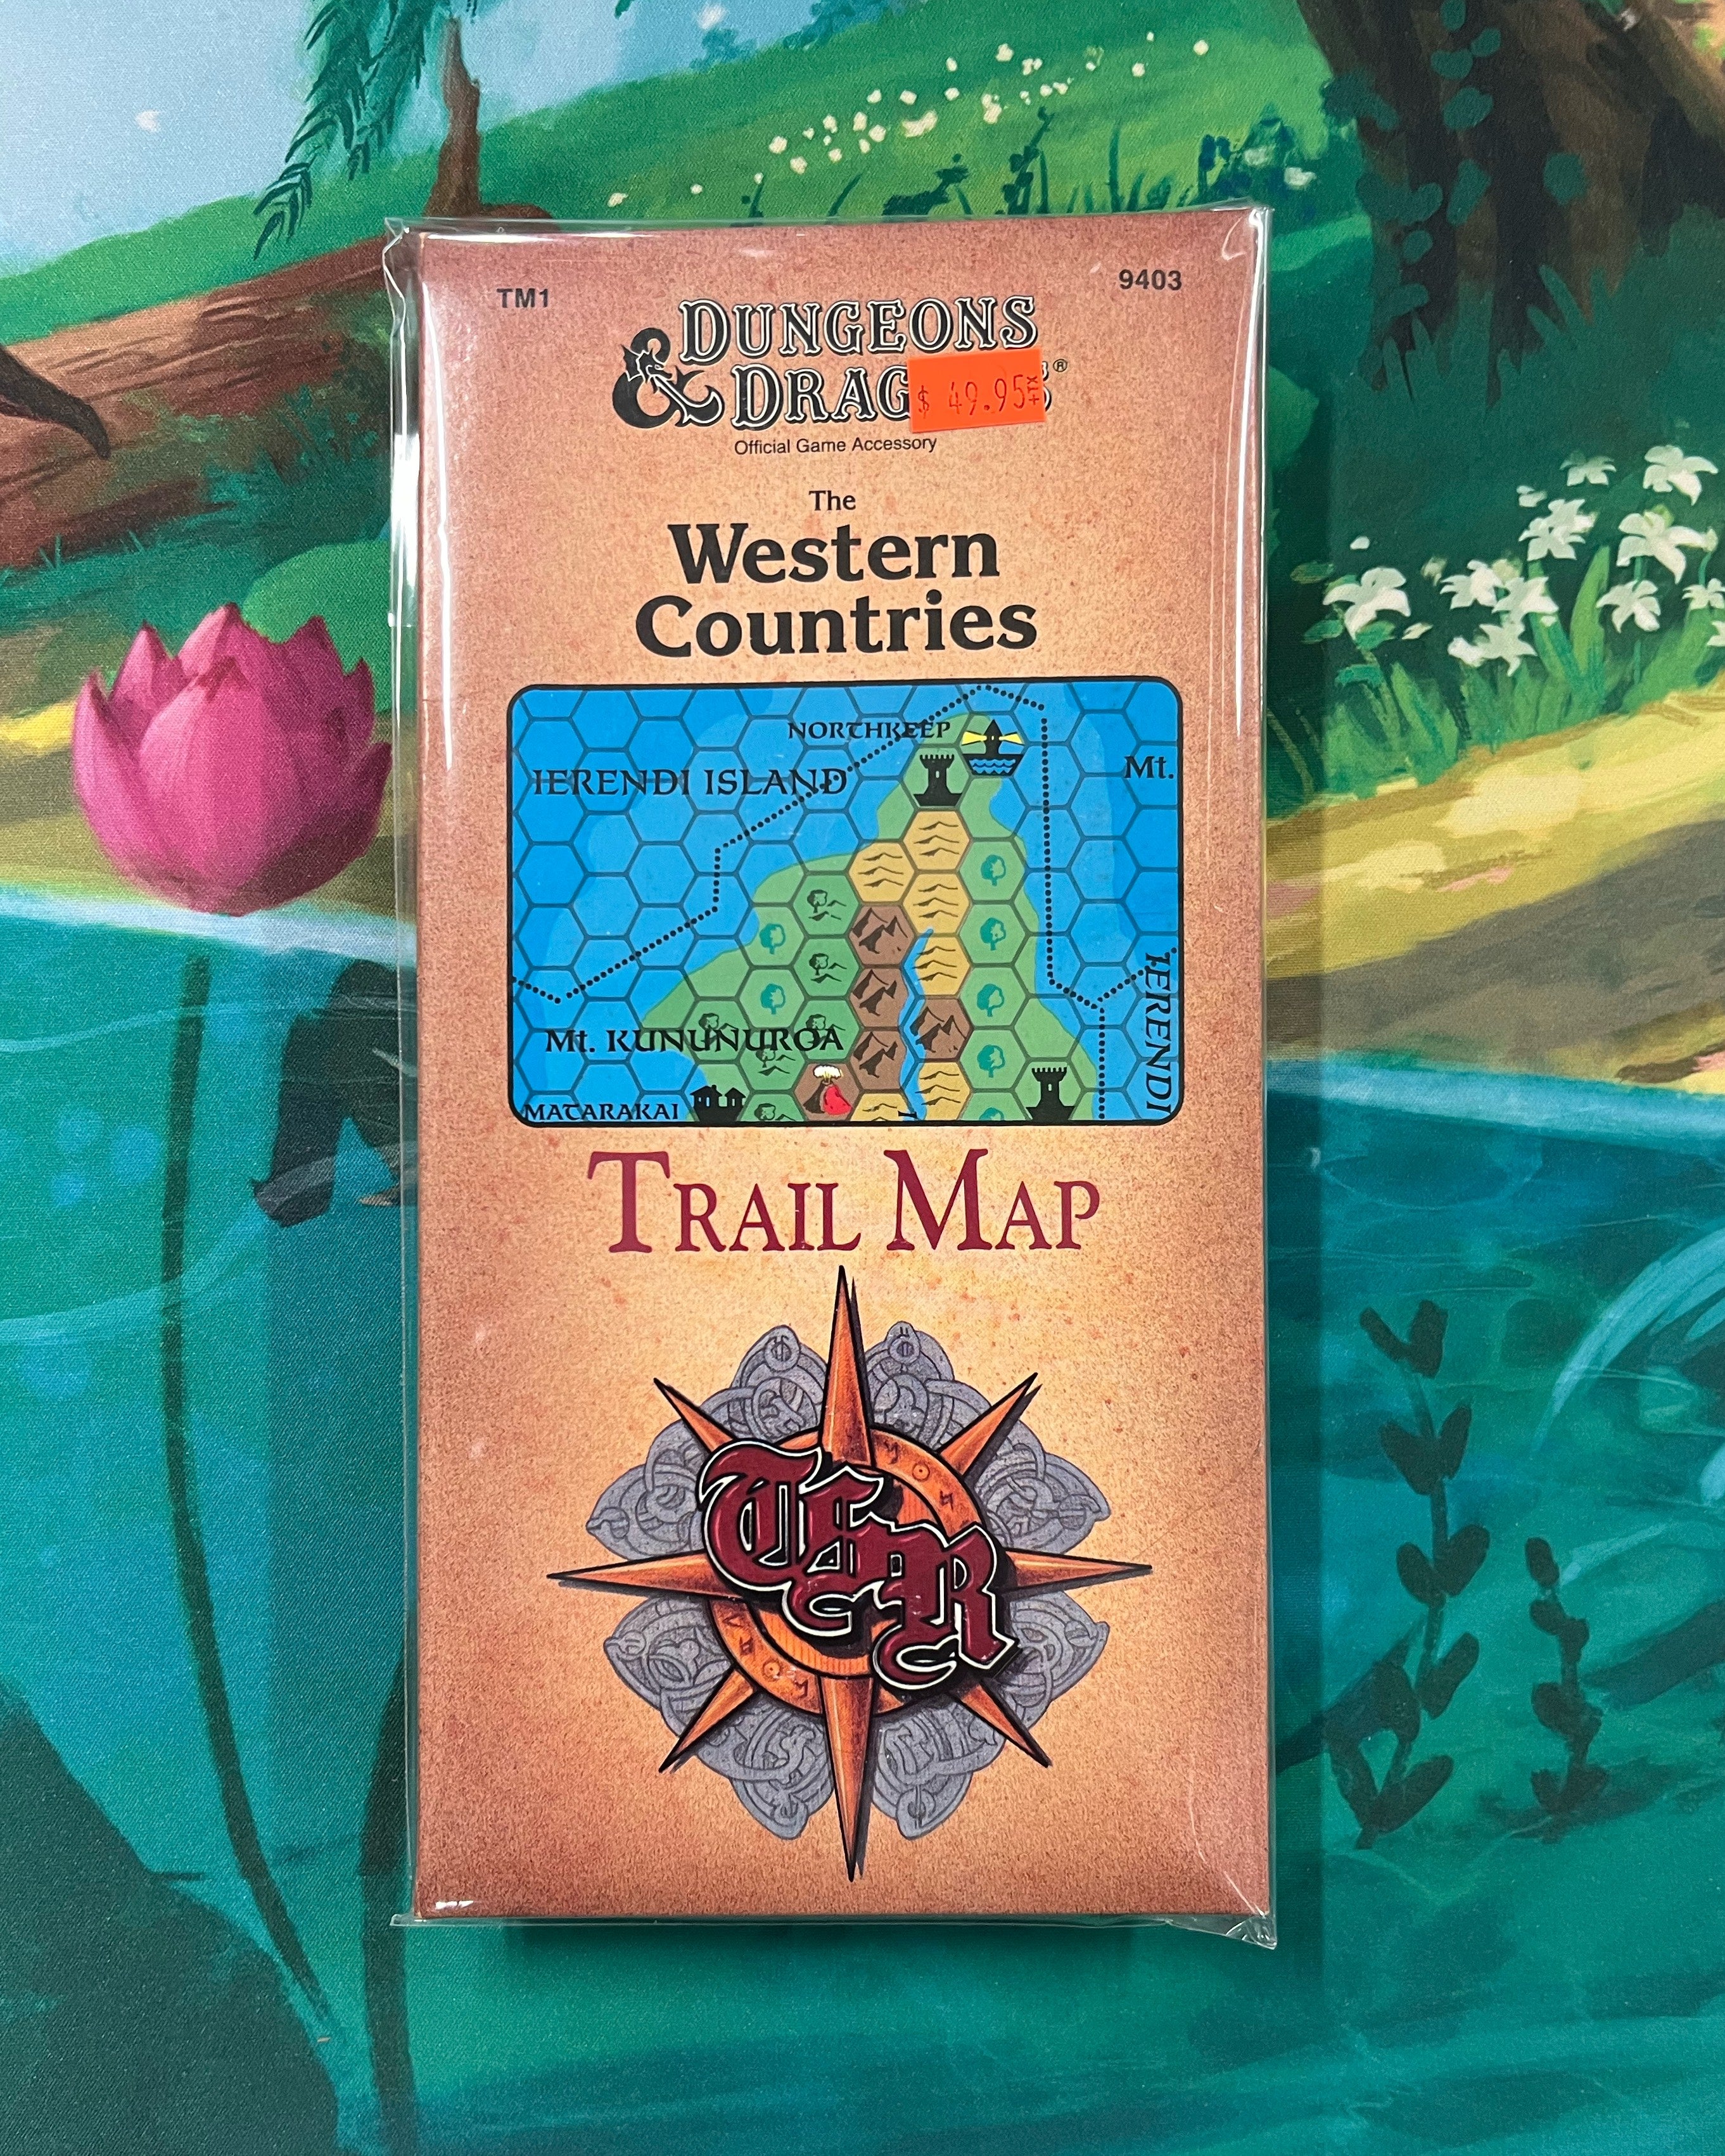 TM1
9403
DUNGEONS
& DRAG
®
$ 49.95
Official Game Accessory
The
Western
Countries
NORTHKEEP
IERENDI ISLAND
Mt.
IERENDI
Mt. KUNUNUROA
MATARAKAI
TRAIL MAP
TSR